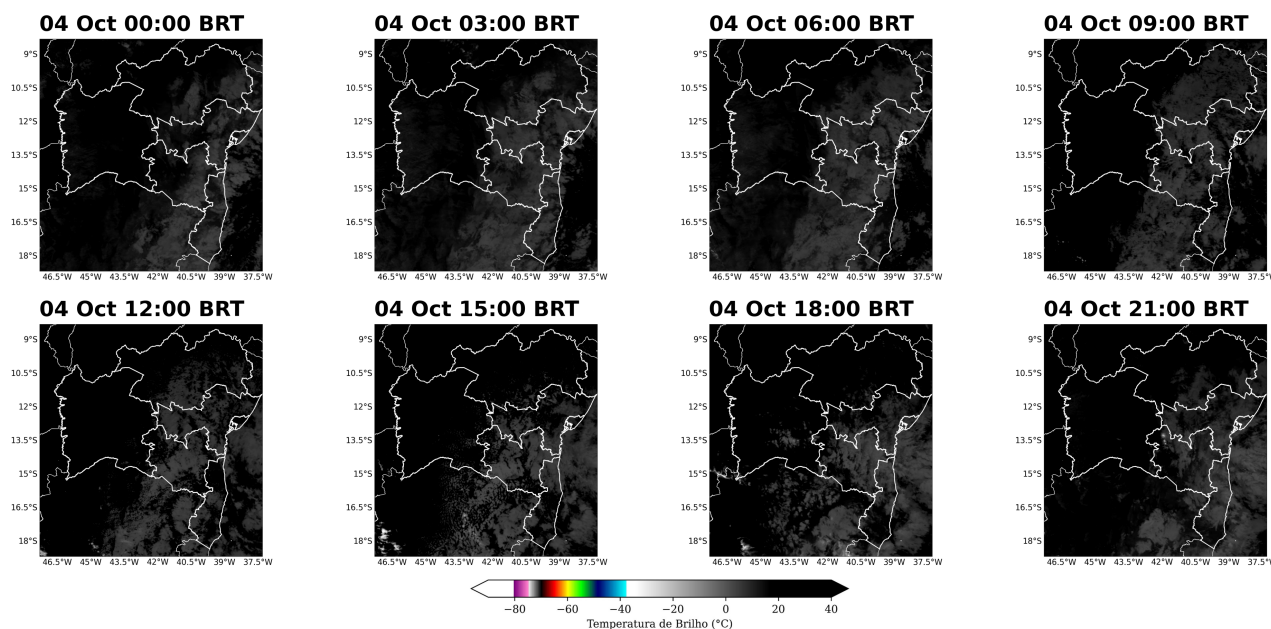 04 Oct 00:00 BRT
04 Oct 03:00 BRT
04 Oct 06:00 BRT
04 Oct 09:00 BRT
9°S
10.5°S
12°S
13.5°S
15°S
16.5°S
18°S
46.5°W 45°W 43.5°W 42°W 40.5°W 39°W 37.5°W
9°S
10.5°S
12°S
13.5°S
15°S
16.5°S
18°S
46.5°W 45°W 43.5°W 42°W 40.5°W 39°W 37.5°W
9°S
10.5°S
12°S
13.5°S
15°S
16.5°S
18°S
46.5°W 45°W 43.5°W 42°W 40.5°W 39°W 37.5°W
9°S
10.5°S
12°S
13.5°S
15°S
16.5°S
18°S
46.5°W 45°W 43.5°W 42°W 40.5°W 39°W 37.5°W
04 Oct 12:00 BRT
04 Oct 15:00 BRT
04 Oct 18:00 BRT
04 Oct 21:00 BRT
9°S
10.5°S
12°S
13.5°S
15°S
16.5°S
18°S
46.5°W 45°W 43.5°W 42°W 40.5°W 39°W 37.5°W
9°S
10.5°S
12°S
13.5°S
15°S
16.5°S
18°S
46.5°W 45°W 43.5°W 42°W 40.5°W 39°W 37.5°W
9°S
10.5°S
12°S
13.5°S
15°S
16.5°S
18°S
46.5°W 45°W 43.5°W 42°W 40.5°W 39°W 37.5°W
9°S
10.5°S
12°S
13.5°S
15°S
16.5°S
18°S
46.5°W 45°W 43.5°W 42°W 40.5°W 39°W 37.5°W
−80 −60 −40 −20 0 20 40
Temperatura de Brilho (°C)